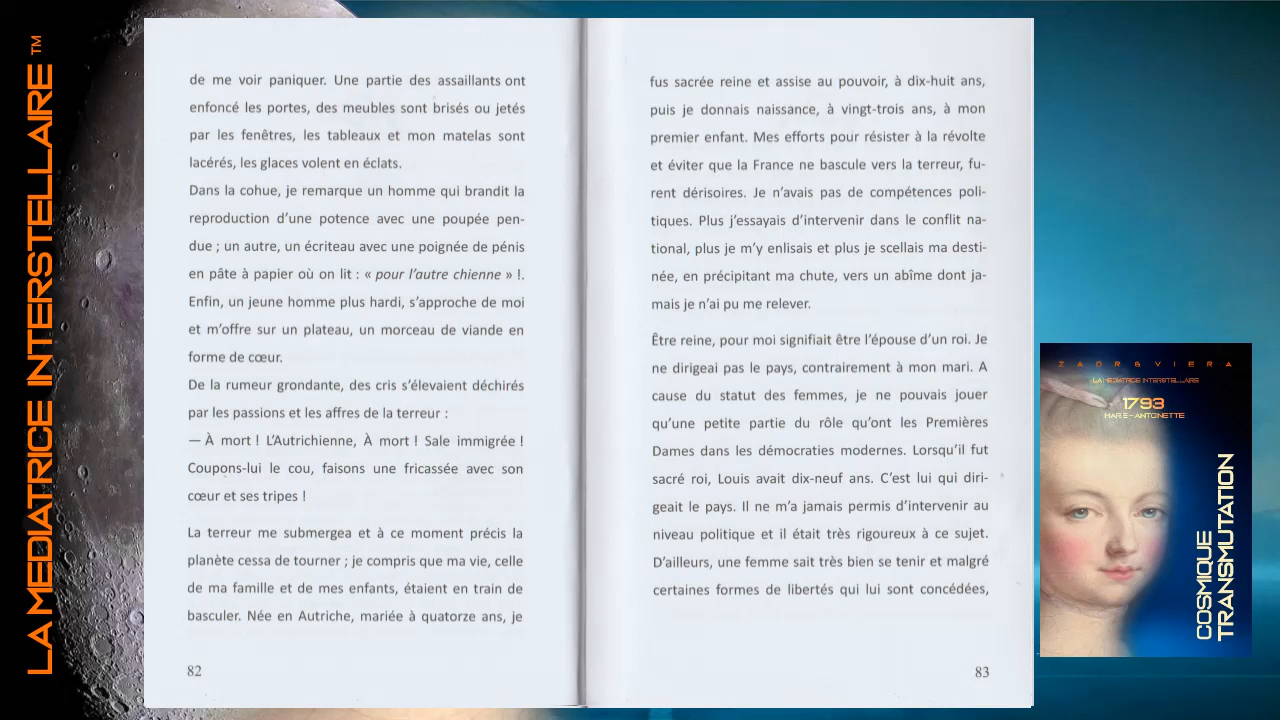 LA MEDIATRICE INTERSTELLAIRE ™
de me voir paniquer. Une partie des assaillants ont
enfoncé les portes, des meubles sont brisés ou jetés
par les fenêtres, les tableaux et mon matelas sont
lacérés, les glaces volent en éclats.
Dans la cohue, je remarque un homme qui brandit la
reproduction d’une potence avec une poupée pen-
due ; un autre, un écriteau avec une poignée de pénis
en pâte à papier où on lit : « pour l’autre chienne » !.
Enfin, un jeune homme plus hardi, s’approche de moi
et m’offre sur un plateau, un morceau de viande en
forme de cœur.
De la rumeur grondante, des cris s’élevaient déchirés
par les passions et les affres de la terreur :
— À mort ! L’Autrichienne, À mort ! Sale immigrée !
Coupons-lui le cou, faisons une fricassée avec son
cœur et ses tripes !
La terreur me submergea et à ce moment précis la
planète cessa de tourner ; je compris que ma vie, celle
de ma famille et de mes enfants, étaient en train de
basculer. Née en Autriche, mariée à quatorze ans, je
82
fus sacrée reine et assise au pouvoir, à dix-huit ans,
puis je donnais naissance, à vingt-trois ans, à mon
premier enfant. Mes efforts pour résister à la révolte
et éviter que la France ne bascule vers la terreur, fu-
rent dérisoires. Je n’avais pas de compétences poli-
tiques. Plus j’essayais d’intervenir dans le conflit na-
tional, plus je m’y enlisais et plus je scellais ma desti-
née, en précipitant ma chute, vers un abîme dont ja-
mais je n’ai pu me relever.
Être reine, pour moi signifiait être l’épouse d’un roi. Je
ne dirigeai pas le pays, contrairement à mon mari. A
cause du statut des femmes, je ne pouvais jouer
qu’une petite partie du rôle qu’ont les Premières
Dames dans les démocraties modernes. Lorsqu’il fut
sacré roi, Louis avait dix-neuf ans. C’est lui qui diri-
geait le pays. Il ne m’a jamais permis d’intervenir au
niveau politique et il était très rigoureux à ce sujet.
D’ailleurs, une femme sait très bien se tenir et malgré
certaines formes de libertés qui lui sont concédées,
83
ZAOR & VIERA
LA MEDIATRICE INTERSTELLAIRE
1793
MARIE-ANTOINETTE
COSMIQUE
TRANSMUTATION